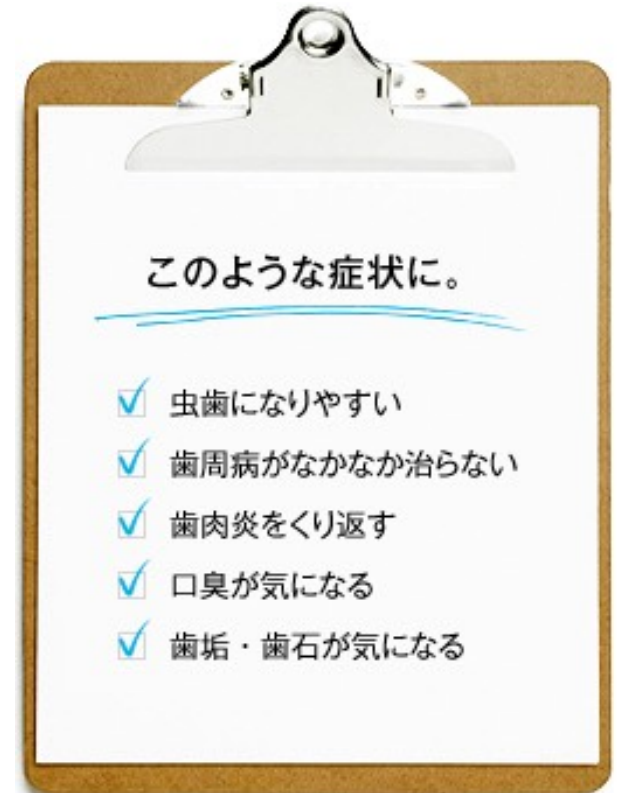 このような症状に。
虫歯になりやすい
歯周病がなかなか治らない
歯肉炎をくり返す
口臭が気になる
歯垢・歯石が気になる